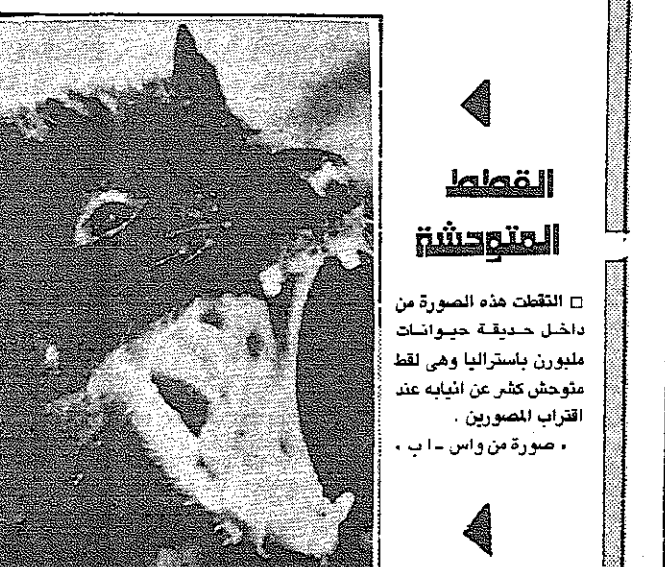 القطط
المتوحشة
□ التقطت هذه الصورة من
داخل حديقة حيوانات
ملبورن باستراليا وهى لقط
متوحش كشر عن انيابه عند
اقتراب المصورين .
• صورة من واس ـ ا ب •